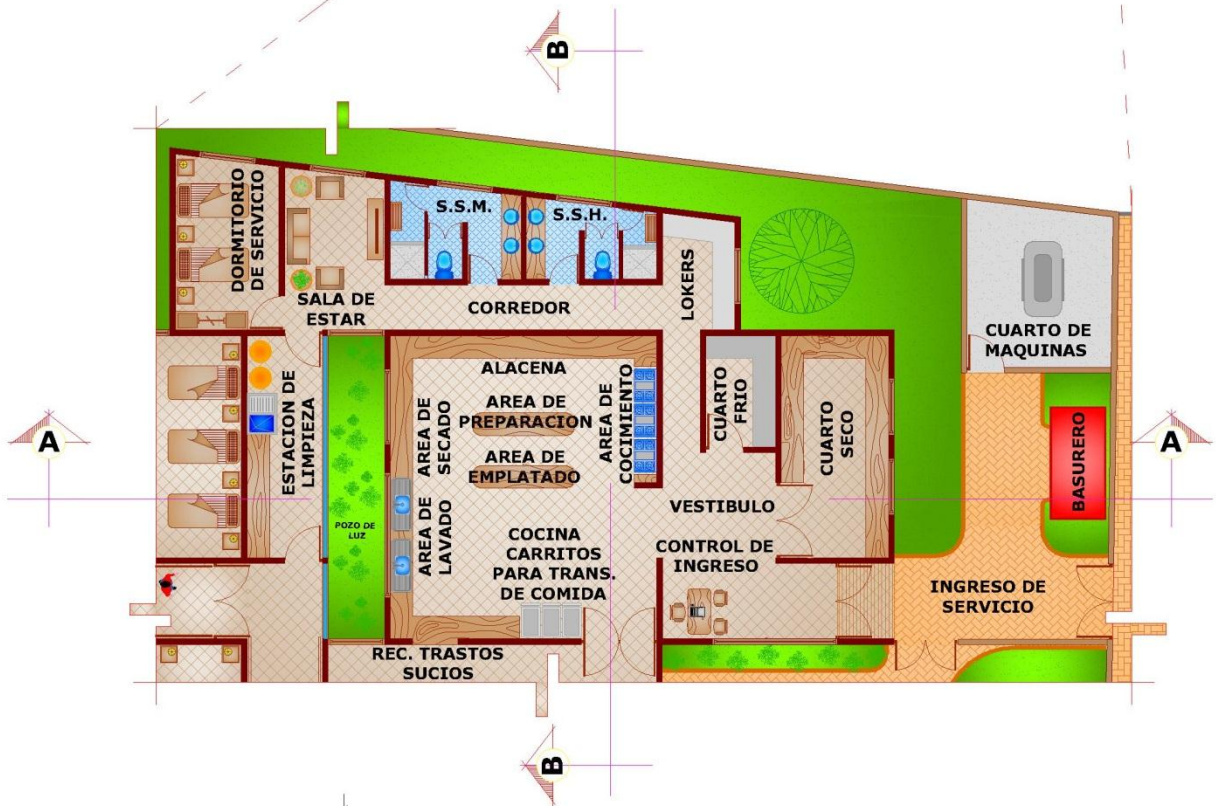 B
DORMITORIO
DE SERVICIO
S.S.M.
S.S.H.
SALA DE
ESTAR
CORREDOR
LOKERS
CUARTO DE
MAQUINAS
A
ESTACION DE
LIMPIEZA
POZO DE
LUZ
ALACENA
AREA DE
PREPARACION
AREA DE
EMPLATADO
AREA DE
SECADO
AREA DE
LAVADO
AREA DE
COCIMIENTO
COCINA
CARRITOS
PARA TRANS.
DE COMIDA
CUARTO
FRIO
CUARTO
SECO
VESTIBULO
CONTROL DE
INGRESO
BASURERO
A
INGRESO DE
SERVICIO
REC. TRASTOS
SUCIOS
B